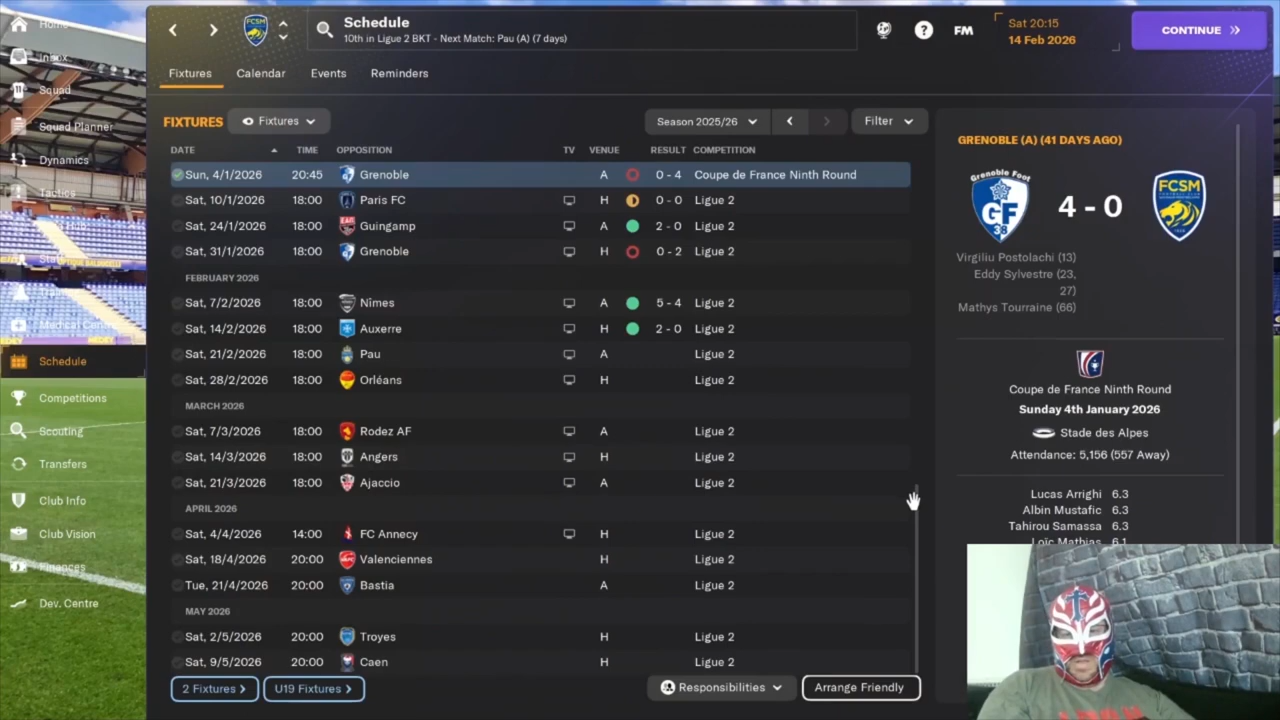 Home
FCSM
Schedule
10th in Ligue 2 BKT - Next Match: Pau (A) (7 days)
FM
Sat 20:15
14 Feb 2026
CONTINUE
Inbox
Squad
Squad Planner
Dynamics
Tactics
Medical Centre
Schedule
Competitions
Scouting
Transfers
Club Info
Club Vision
Finances
Dev. Centre
Fixtures Calendar Events Reminders
FIXTURES Fixtures Season 2025/26 Filter
DATE TIME OPPOSITION TV VENUE RESULT COMPETITION
Sun, 4/1/2026 20:45 Grenoble A 0 - 4 Coupe de France Ninth Round
Sat, 10/1/2026 18:00 Paris FC H 0 - 0 Ligue 2
Sat, 24/1/2026 18:00 Guingamp A 2 - 0 Ligue 2
Sat, 31/1/2026 18:00 Grenoble H 0 - 2 Ligue 2
FEBRUARY 2026
Sat, 7/2/2026 18:00 Nîmes A 5 - 4 Ligue 2
Sat, 14/2/2026 18:00 Auxerre H 2 - 0 Ligue 2
Sat, 21/2/2026 18:00 Pau A Ligue 2
Sat, 28/2/2026 18:00 Orléans H Ligue 2
MARCH 2026
Sat, 7/3/2026 18:00 Rodez AF A Ligue 2
Sat, 14/3/2026 18:00 Angers H Ligue 2
Sat, 21/3/2026 18:00 Ajaccio A Ligue 2
APRIL 2026
Sat, 4/4/2026 14:00 FC Annecy H Ligue 2
Sat, 18/4/2026 20:00 Valenciennes H Ligue 2
Tue, 21/4/2026 20:00 Bastia A Ligue 2
MAY 2026
Sat, 2/5/2026 20:00 Troyes H Ligue 2
Sat, 9/5/2026 20:00 Caen H Ligue 2
2 Fixtures U19 Fixtures Responsibilities Arrange Friendly
GRENOBLE (A) (41 DAYS AGO)
Grenoble Foot
GF
38
4 - 0
FCSM
Virgiliu Postolachi (13)
Eddy Sylvestre (23,
27)
Mathys Tourraine (66)
Coupe de France Ninth Round
Sunday 4th January 2026
Stade des Alpes
Attendance: 5,156 (557 Away)
Lucas Arrighi 6.3
Albin Mustafic 6.3
Tahirou Samassa 6.3
Loïc Mathias 6.1